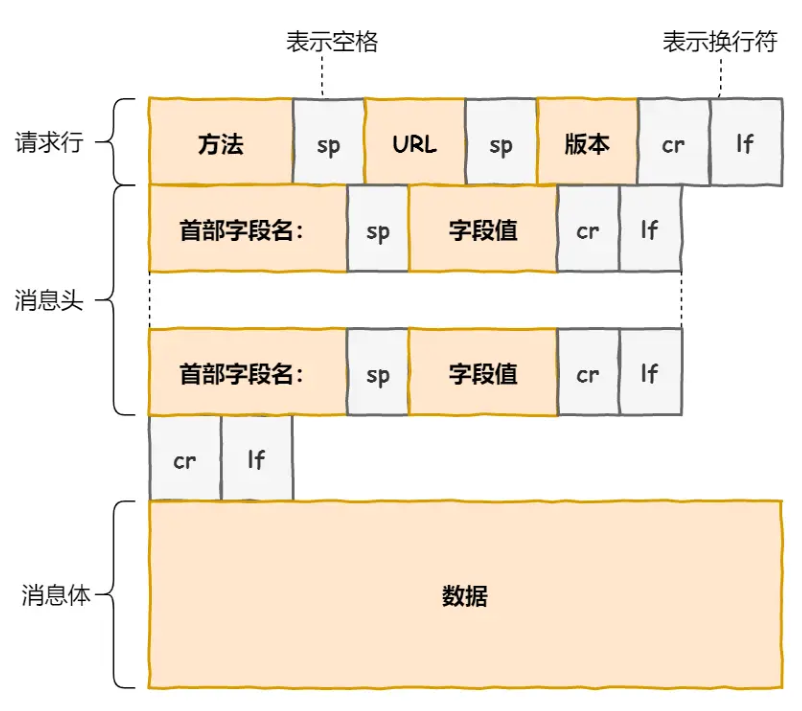 表示空格 表示换行符
请求行 方法 sp URL sp 版本 cr lf
首部字段名： sp 字段值 cr lf
消息头
首部字段名： sp 字段值 cr lf
cr lf
消息体 数据